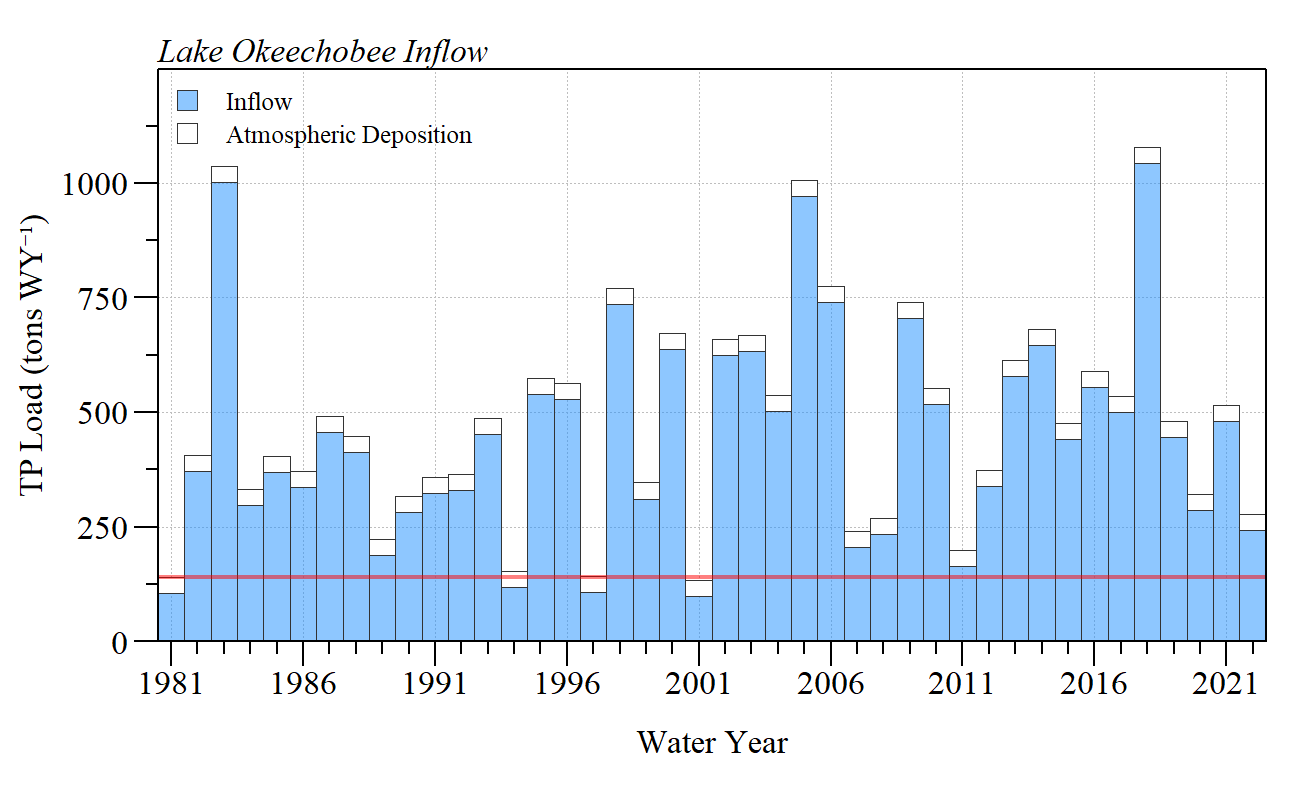 Lake Okeechobee Inflow
Inflow
Atmospheric Deposition
TP Load (tons WY⁻¹)
1000
750
500
250
0
1981 1986 1991 1996 2001 2006 2011 2016 2021
Water Year